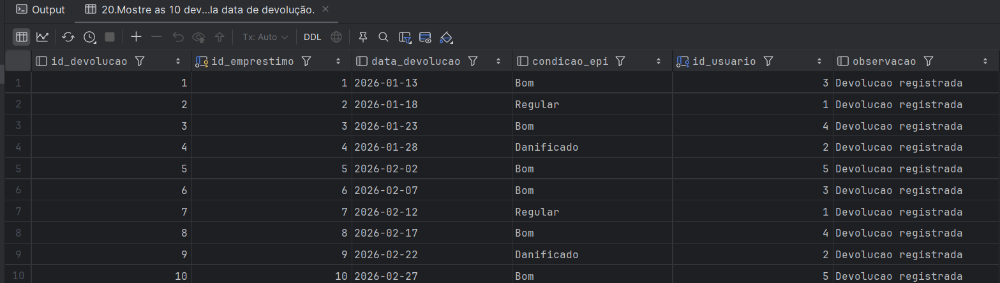 Output 20.Mostre as 10 dev...la data de devolução.
Tx: Auto DDL
id_devolucao id_emprestimo data_devolucao condicao_epi id_usuario observacao
1 1 1 2026-01-13 Bom 3 Devolucao registrada
2 2 2 2026-01-18 Regular 1 Devolucao registrada
3 3 3 2026-01-23 Bom 4 Devolucao registrada
4 4 4 2026-01-28 Danificado 2 Devolucao registrada
5 5 5 2026-02-02 Bom 5 Devolucao registrada
6 6 6 2026-02-07 Bom 3 Devolucao registrada
7 7 7 2026-02-12 Regular 1 Devolucao registrada
8 8 8 2026-02-17 Bom 4 Devolucao registrada
9 9 9 2026-02-22 Danificado 2 Devolucao registrada
10 10 10 2026-02-27 Bom 5 Devolucao registrada